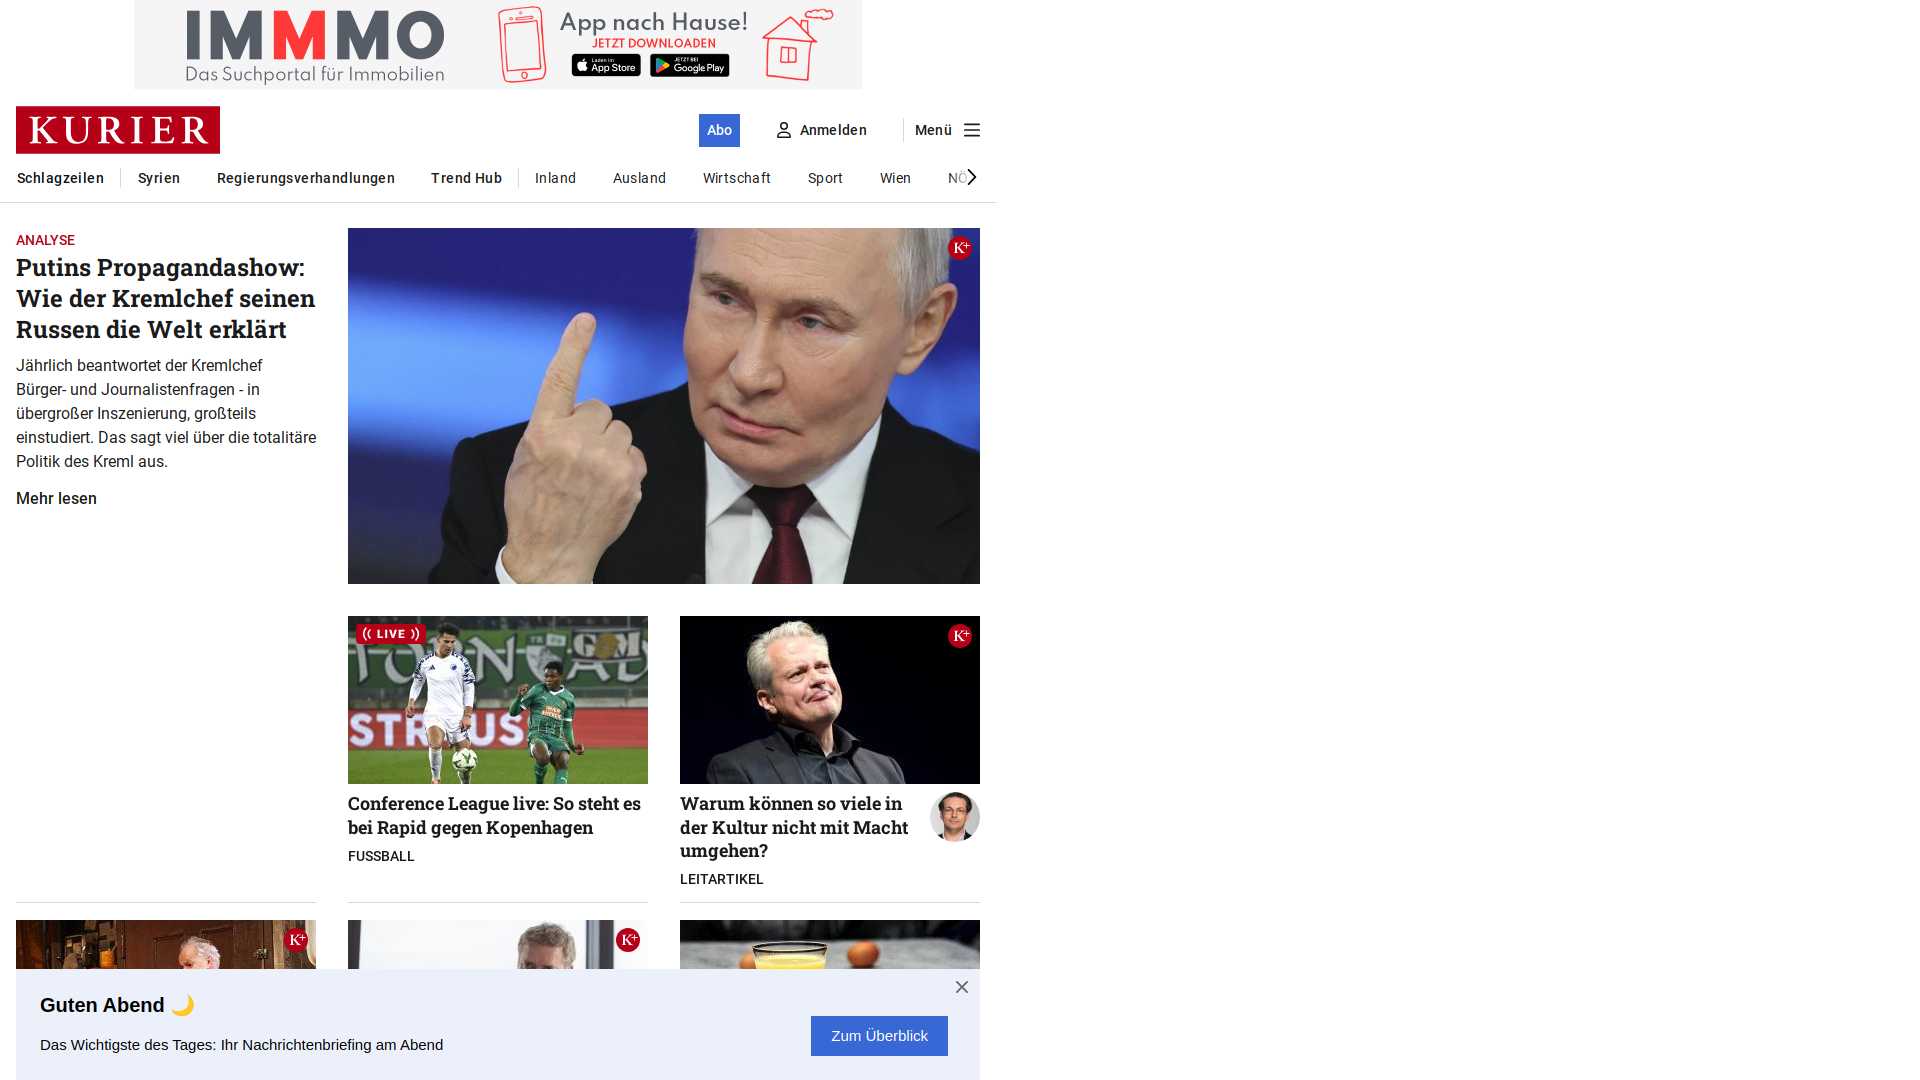 IMMMO
Das Suchportal für Immobilien
App nach Hause!
JETZT DOWNLOADEN
Laden im
App Store
JETZT BEI
Google Play
KURIER
Abo
Anmelden
Menü
Schlagzeilen
Syrien
Regierungsverhandlungen
Trend Hub
Inland
Ausland
Wirtschaft
Sport
Wien
NÖ
ANALYSE
Putins Propagandashow:
Wie der Kremlchef seinen
Russen die Welt erklärt
Jährlich beantwortet der Kremlchef
Bürger- und Journalistenfragen - in
übergroßer Inszenierung, großteils
einstudiert. Das sagt viel über die totalitäre
Politik des Kreml aus.
Mehr lesen
K+
LIVE
Conference League live: So steht es
bei Rapid gegen Kopenhagen
FUSSBALL
K+
Warum können so viele in
der Kultur nicht mit Macht
umgehen?
LEITARTIKEL
K+
K+
Guten Abend 🌙
Das Wichtigste des Tages: Ihr Nachrichtenbriefing am Abend
Zum Überblick